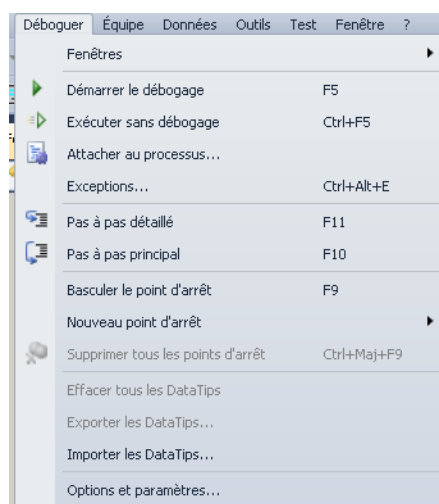 Déboguer Équipe Données Outils Test Fenêtre ?
Fenêtres
Démarrer le débogage F5
Exécuter sans débogage Ctrl+F5
Attacher au processus...
Exceptions... Ctrl+Alt+E
Pas à pas détaillé F11
Pas à pas principal F10
Basculer le point d'arrêt F9
Nouveau point d'arrêt
Supprimer tous les points d'arrêt Ctrl+Maj+F9
Effacer tous les DataTips
Exporter les DataTips...
Importer les DataTips...
Options et paramètres...